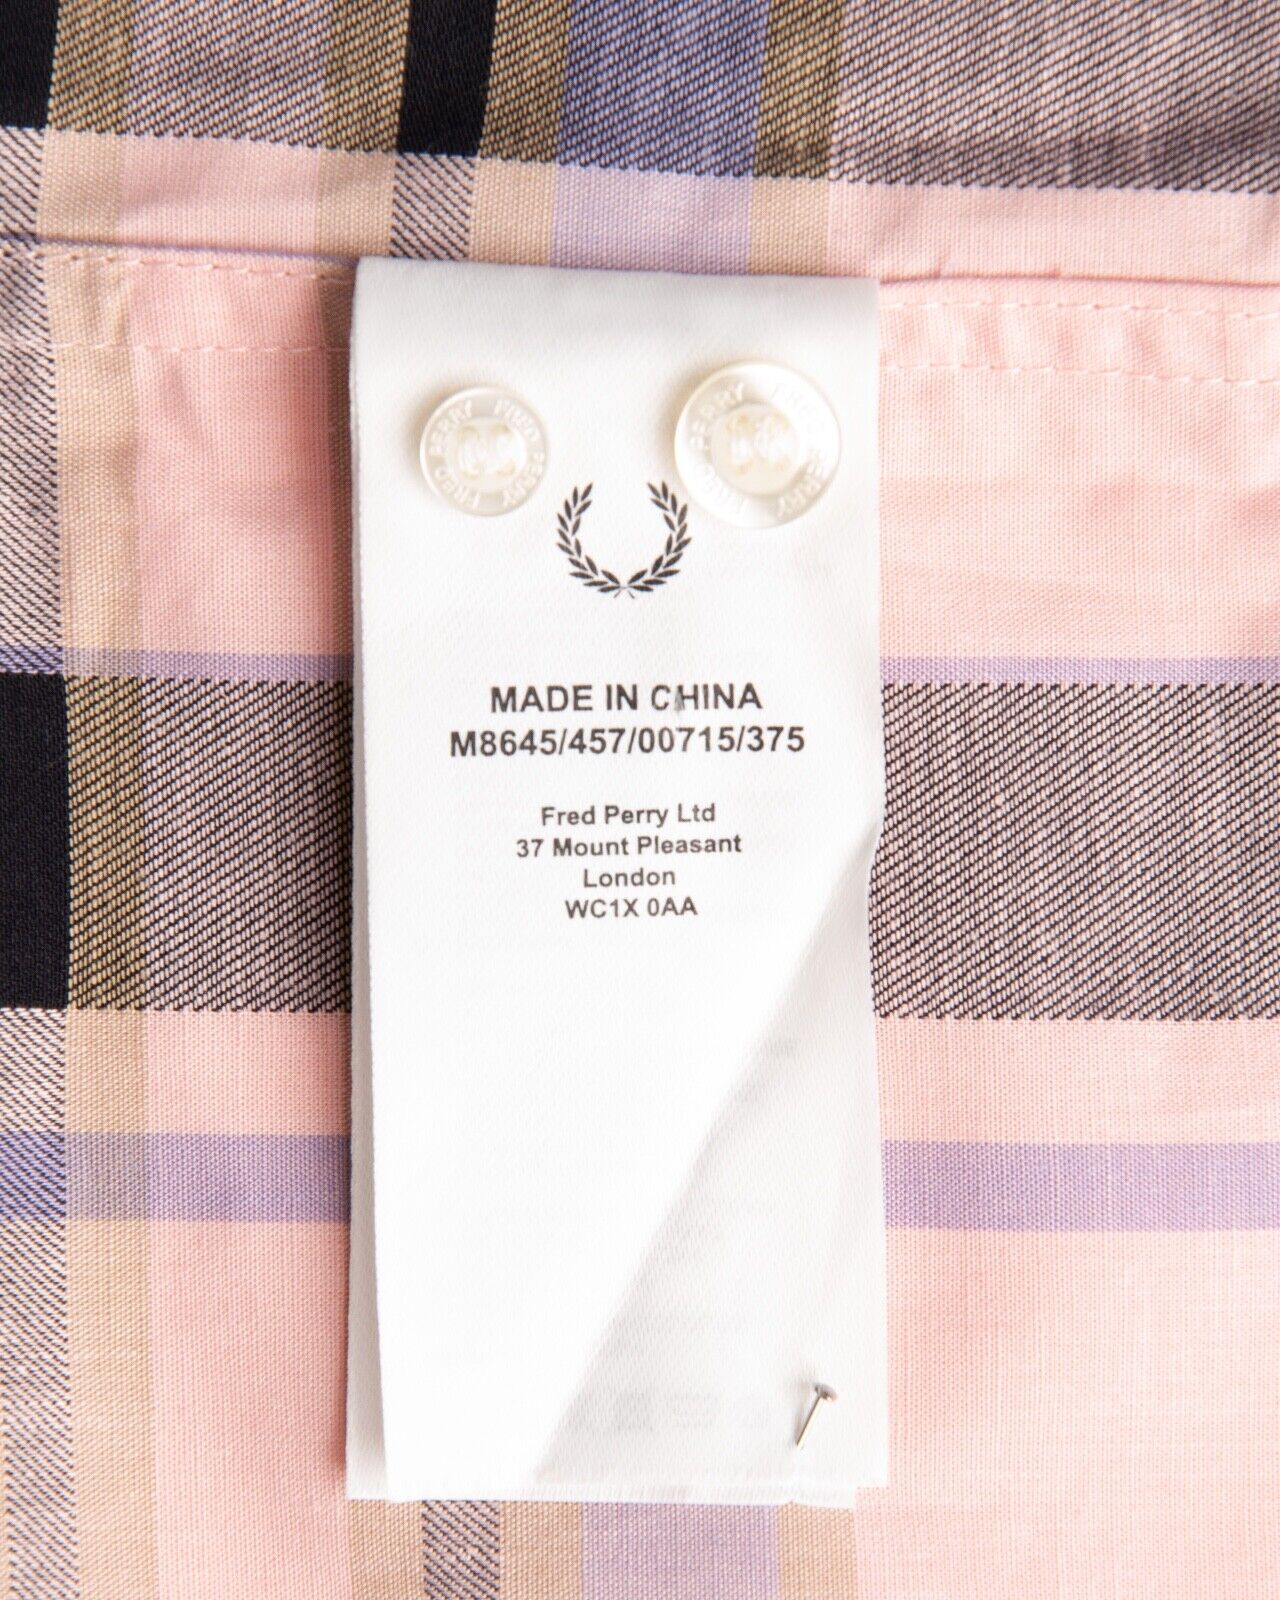 FRED PERRY FRED PERRY
FRED PERRY FRED PERRY
MADE IN CHINA
M8645/457/00715/375
Fred Perry Ltd
37 Mount Pleasant
London
WC1X 0AA